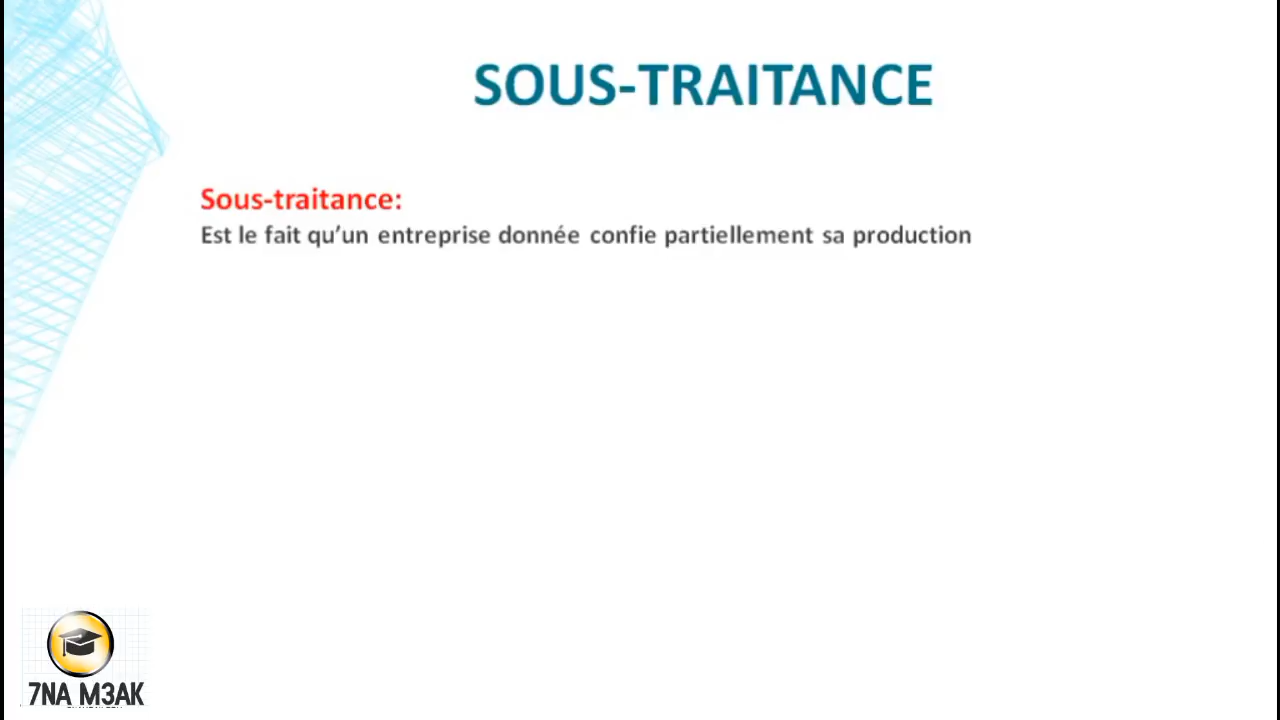 SOUS-TRAITANCE
Sous-traitance:
Est le fait qu’un entreprise donnée confie partiellement sa production
7NA M3AK